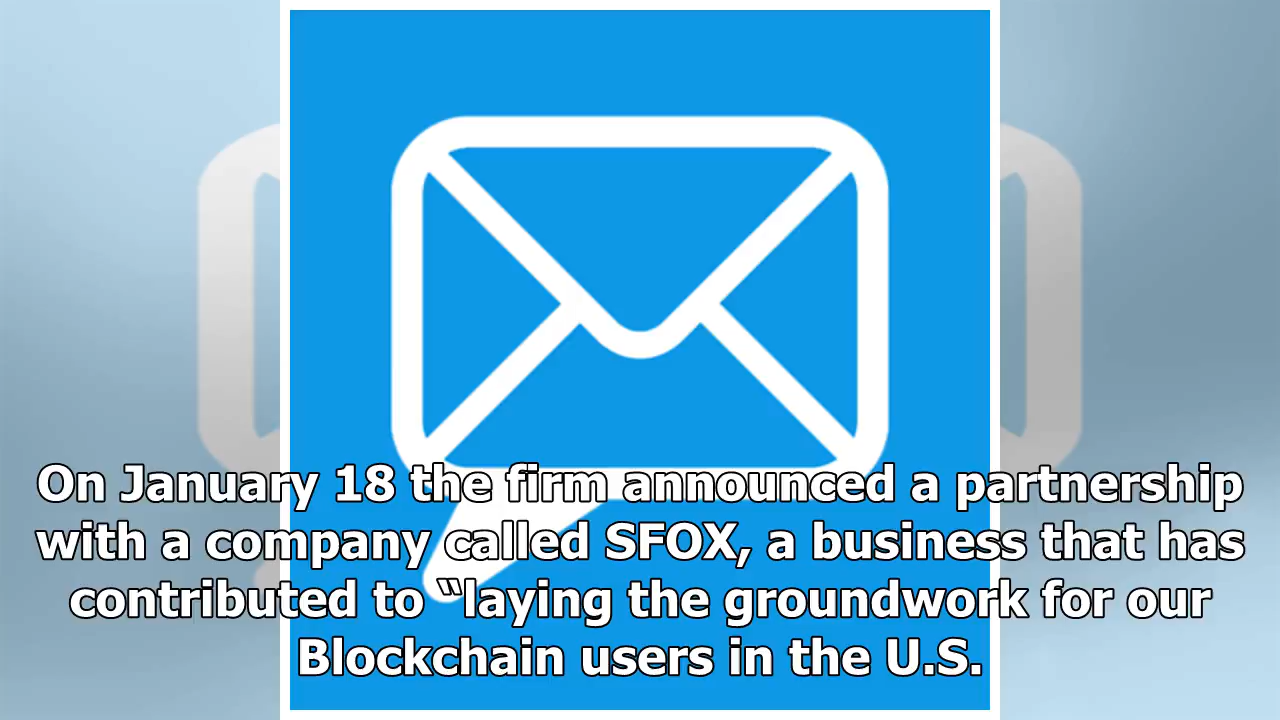 On January 18 the firm announced a partnership
with a company called SFOX, a business that has
contributed to “laying the groundwork for our
Blockchain users in the U.S.